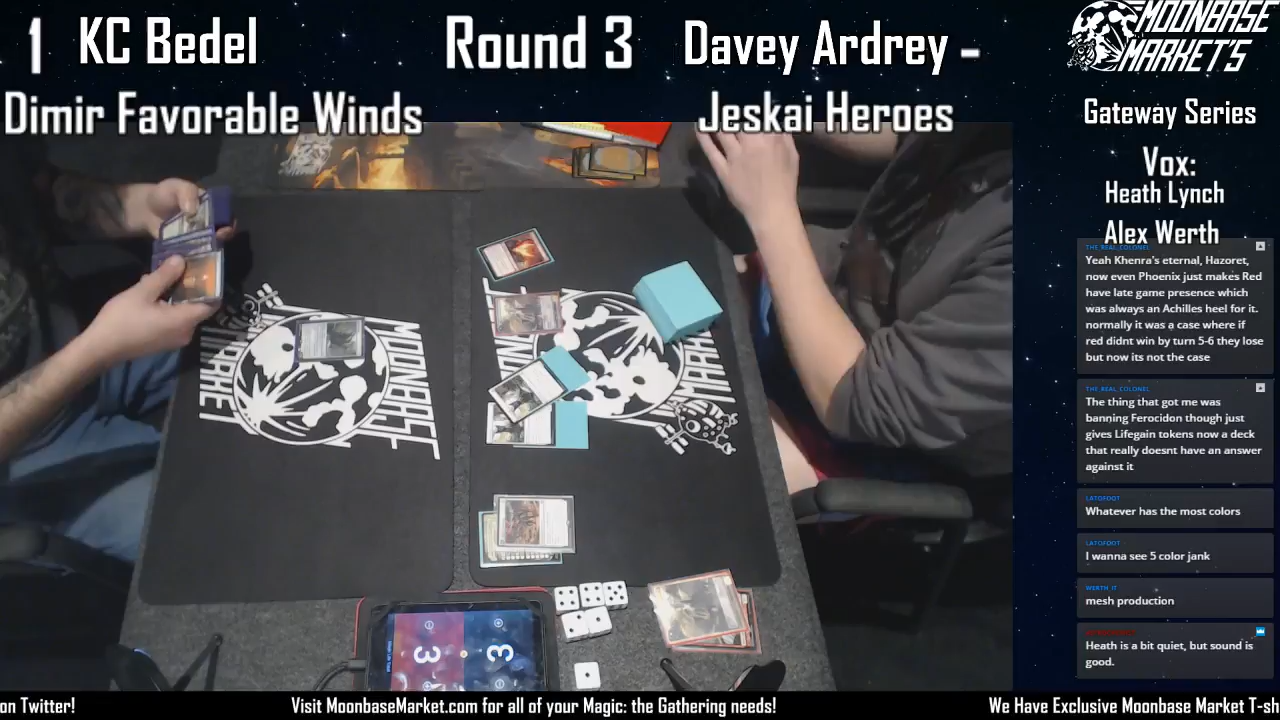 1 KC Bedel
Round 3
Davey Ardrey -
Dimir Favorable Winds
Jeskai Heroes
MOONBASE
MARKET'S
Gateway Series
Vox:
Heath Lynch
Alex Werth
THE_REAL_COLONEL
Yeah Khenra's eternal, Hazoret,
now even Phoenix just makes Red
have late game presence which
was always an Achilles heel for it.
normally it was a case where if
red didnt win by turn 5-6 they lose
but now its not the case
THE_REAL_COLONEL
The thing that got me was
banning Ferocidon though just
gives Lifegain tokens now a deck
that really doesnt have an answer
against it
LATOFOOT
Whatever has the most colors
LATOFOOT
I wanna see 5 color jank
WERTH_IT
mesh production
Heath is a bit quiet, but sound is
good.
MOONBASE
MARKET
3
3
on Twitter!
Visit MoonbaseMarket.com for all of your Magic: the Gathering needs!
We Have Exclusive Moonbase Market T-sh